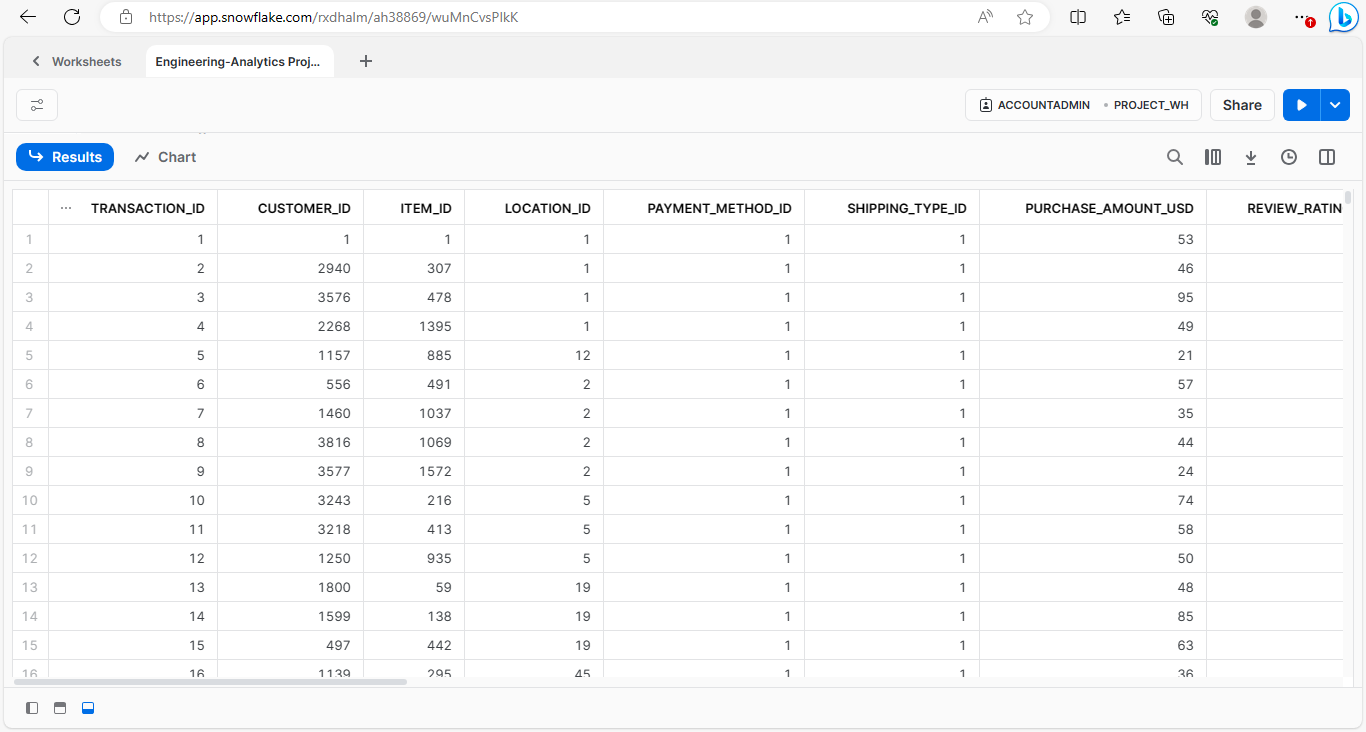 https://app.snowflake.com/rxdhalm/ah38869/wuMnCvsPlkK
Worksheets Engineering-Analytics Proj...
ACCOUNTADMIN PROJECT_WH Share
Results Chart
... TRANSACTION_ID CUSTOMER_ID ITEM_ID LOCATION_ID PAYMENT_METHOD_ID SHIPPING_TYPE_ID PURCHASE_AMOUNT_USD REVIEW_RATIN
1 1 1 1 1 1 1 53
2 2 2940 307 1 1 1 46
3 3 3576 478 1 1 1 95
4 4 2268 1395 1 1 1 49
5 5 1157 885 12 1 1 21
6 6 556 491 2 1 1 57
7 7 1460 1037 2 1 1 35
8 8 3816 1069 2 1 1 44
9 9 3577 1572 2 1 1 24
10 10 3243 216 5 1 1 74
11 11 3218 413 5 1 1 58
12 12 1250 935 5 1 1 50
13 13 1800 59 19 1 1 48
14 14 1599 138 19 1 1 85
15 15 497 442 19 1 1 63
16 16 1139 295 45 1 1 36